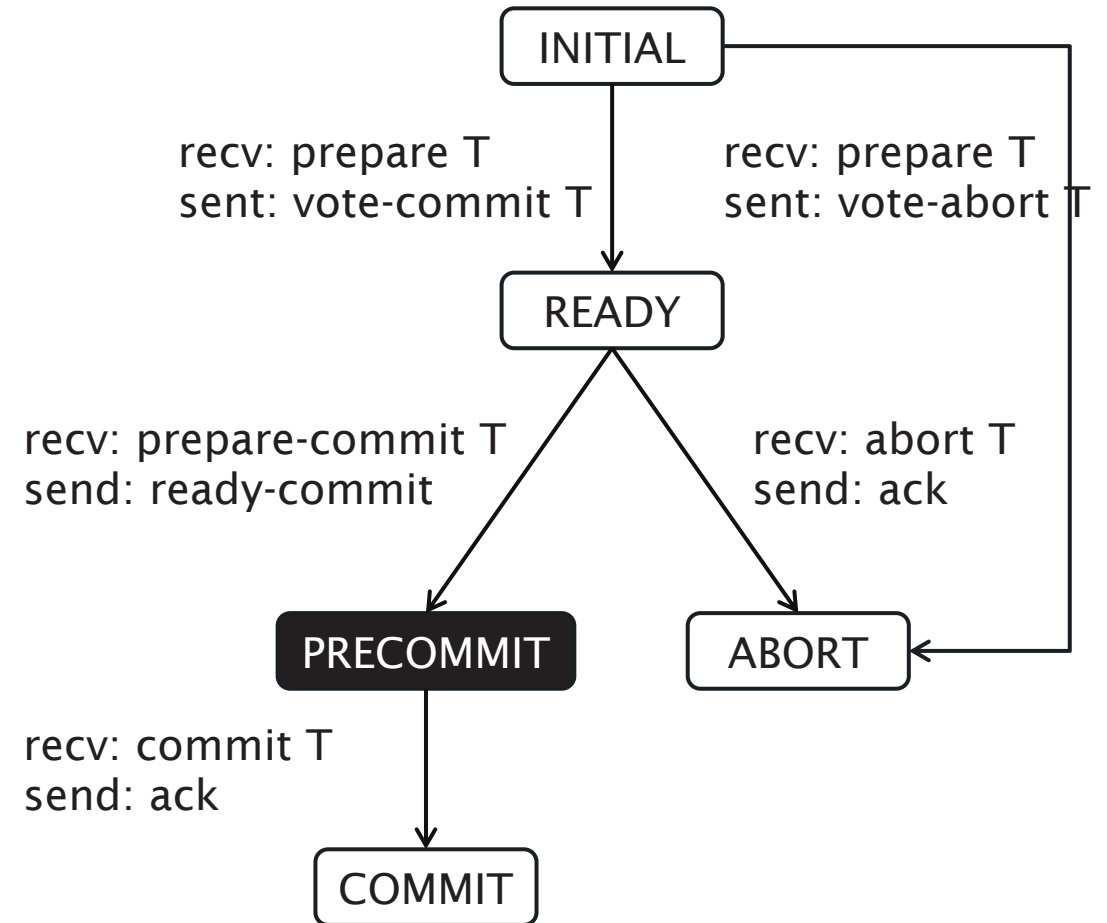 INITIAL
recv: prepare T
sent: vote-commit T
recv: prepare T
sent: vote-abort T
READY
recv: prepare-commit T
send: ready-commit
recv: abort T
send: ack
PRECOMMIT
ABORT
recv: commit T
send: ack
COMMIT